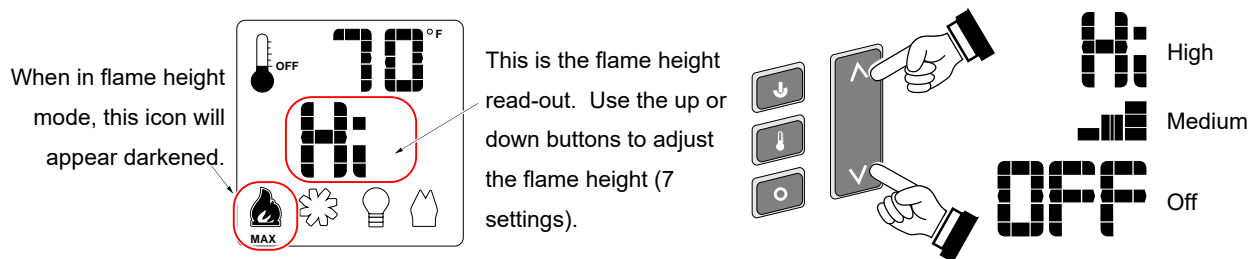 When in flame height
mode, this icon will
appear darkened.
OFF
70°F
Hi
MAX
This is the flame height
read-out. Use the up or
down buttons to adjust
the flame height (7
settings).
Hi High
Medium
OFF Off